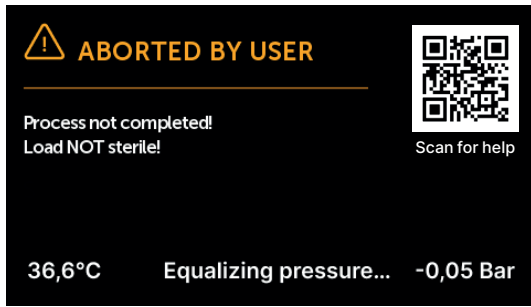 ABORTED BY USER
Process not completed!
Load NOT sterile!
Scan for help
36,6°C Equalizing pressure... -0,05 Bar